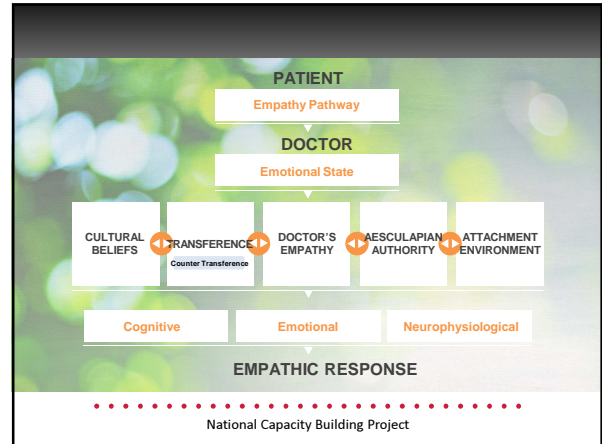 PATIENT
Empathy Pathway
DOCTOR
Emotional State
CULTURAL
BELIEFS
TRANSFERENCE
Counter Transference
DOCTOR'S
EMPATHY
AESCULAPIAN
AUTHORITY
ATTACHMENT
ENVIRONMENT
Cognitive
Emotional
Neurophysiological
EMPATHIC RESPONSE
National Capacity Building Project